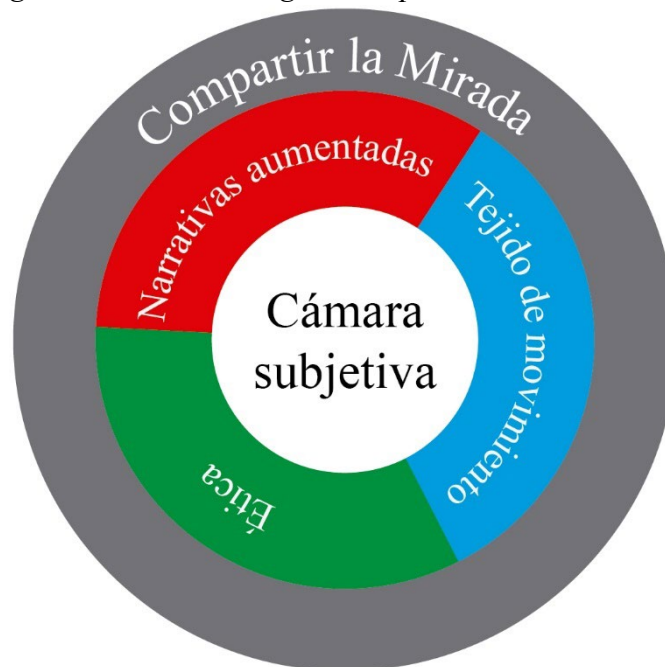 Compartir la Mirada
Narrativas aumentadas
Tejido de movimiento
Ética
Cámara
subjetiva